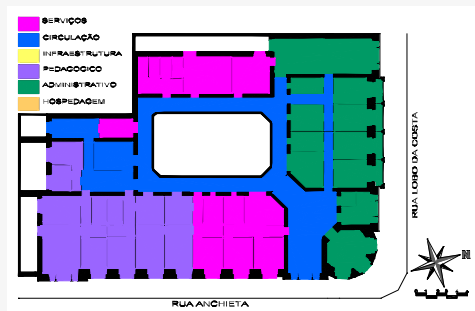 SERVIÇOS
CIRCULAÇÃO
INFRAESTRUTURA
PEDAGOGICO
ADMINISTRATIVO
HOSPEDAGEM
RUA LOBO DA COSTA
N
RUA ANCHIETA